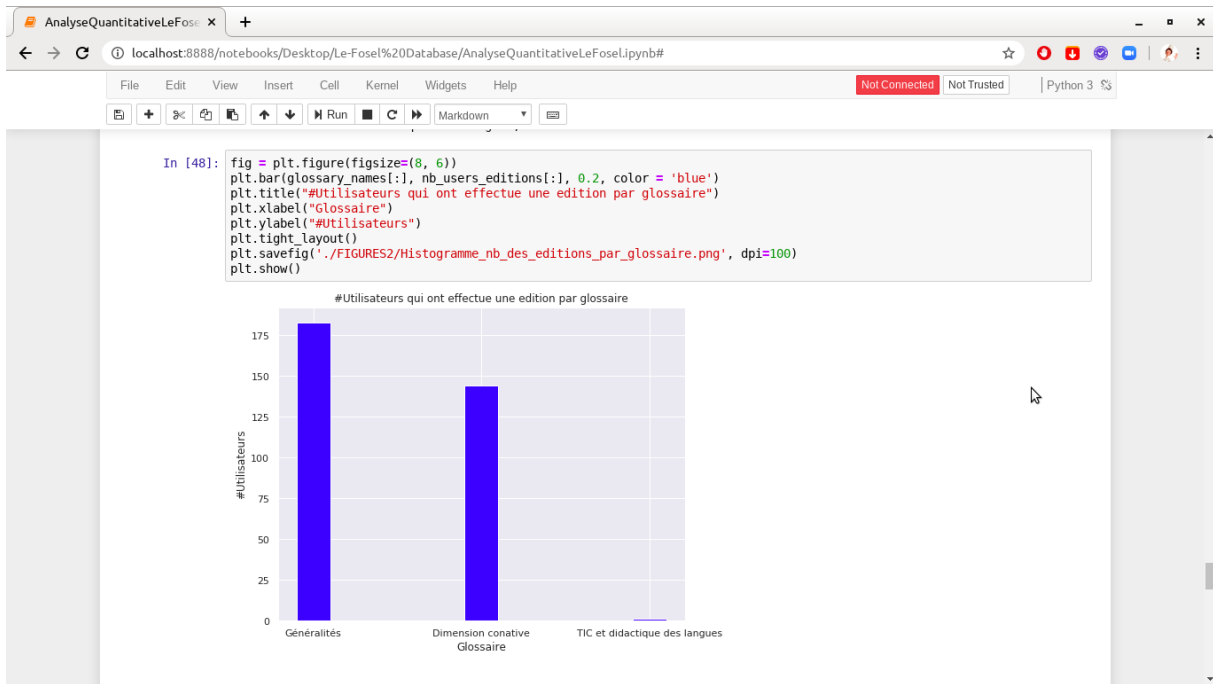 AnalyseQuantitativeLeFose
localhost:8888/notebooks/Desktop/Le-Fosel%20Database/AnalyseQuantitativeLeFosel.ipynb#
File Edit View Insert Cell Kernel Widgets Help Not Connected Not Trusted Python 3
Run Markdown
In [48]: fig = plt.figure(figsize=(8, 6))
plt.bar(glossary_names[:], nb_users_editions[:], 0.2, color = 'blue')
plt.title("#Utilisateurs qui ont effectue une edition par glossaire")
plt.xlabel("Glossaire")
plt.ylabel("#Utilisateurs")
plt.tight_layout()
plt.savefig('./FIGURES2/Histogramme_nb_des_editions_par_glossaire.png', dpi=100)
plt.show()
#Utilisateurs qui ont effectue une edition par glossaire
175
150
125
100
75
50
25
0
#Utilisateurs
Généralités Dimension conative TIC et didactique des langues
Glossaire